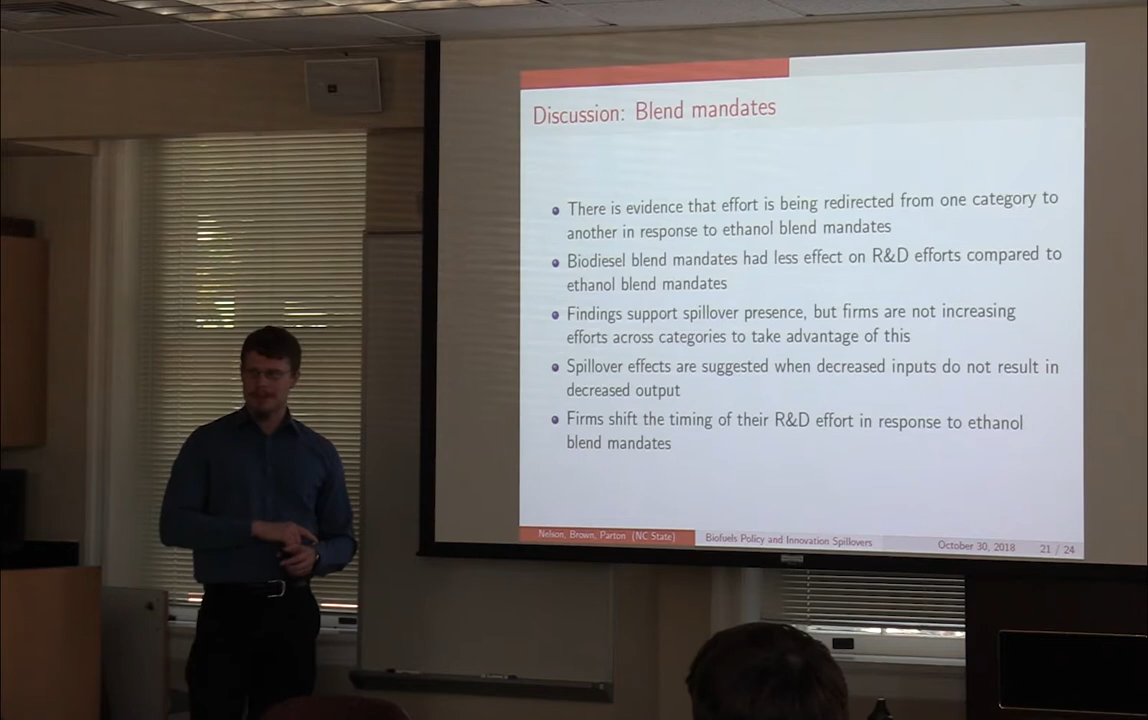 Discussion: Blend mandates
There is evidence that effort is being redirected from one category to
another in response to ethanol blend mandates
Biodiesel blend mandates had less effect on R&D efforts compared to
ethanol blend mandates
Findings support spillover presence, but firms are not increasing
efforts across categories to take advantage of this
Spillover effects are suggested when decreased inputs do not result in
decreased output
Firms shift the timing of their R&D effort in response to ethanol
blend mandates
Nelson, Brown, Parton (NC State) Biofuels Policy and Innovation Spillovers October 30, 2018 21 / 24